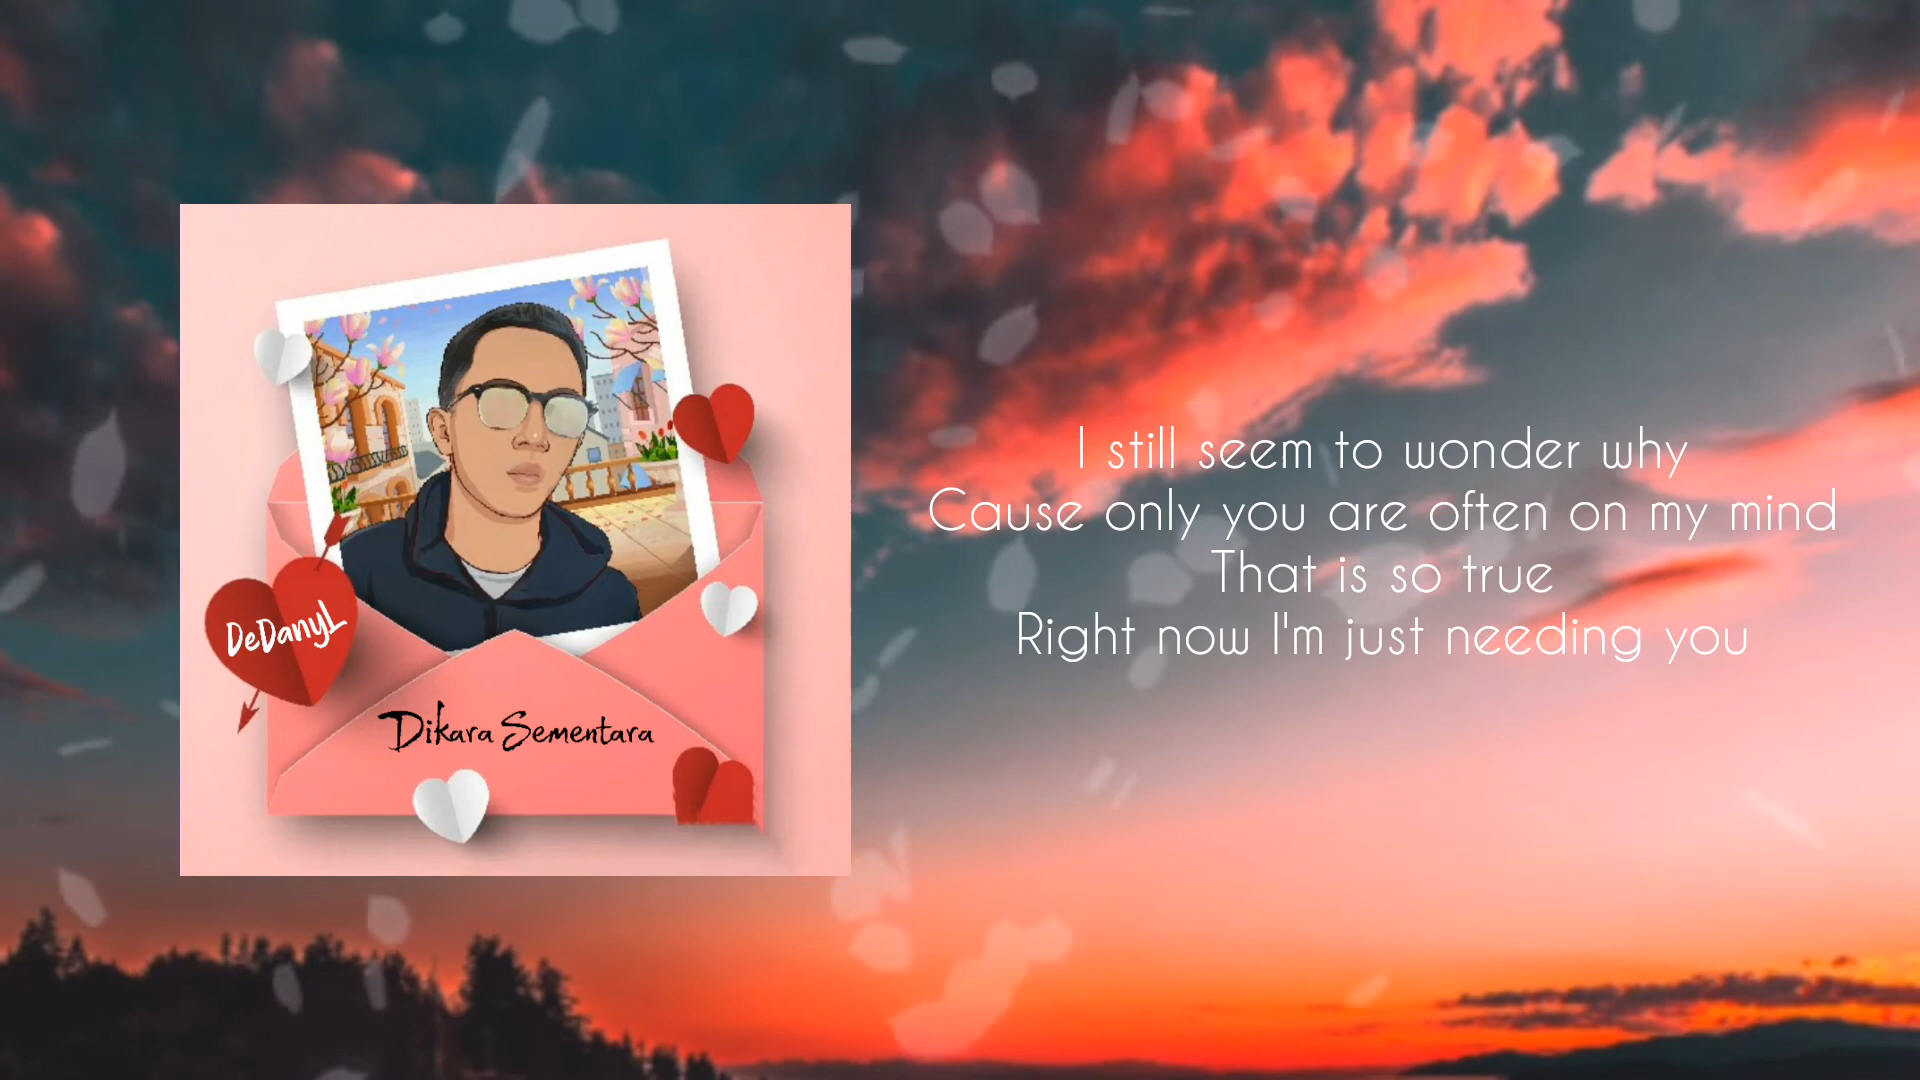 DeDanyL
Dikara Sementara
I still seem to wonder why
Cause only you are often on my mind
That is so true
Right now I'm just needing you